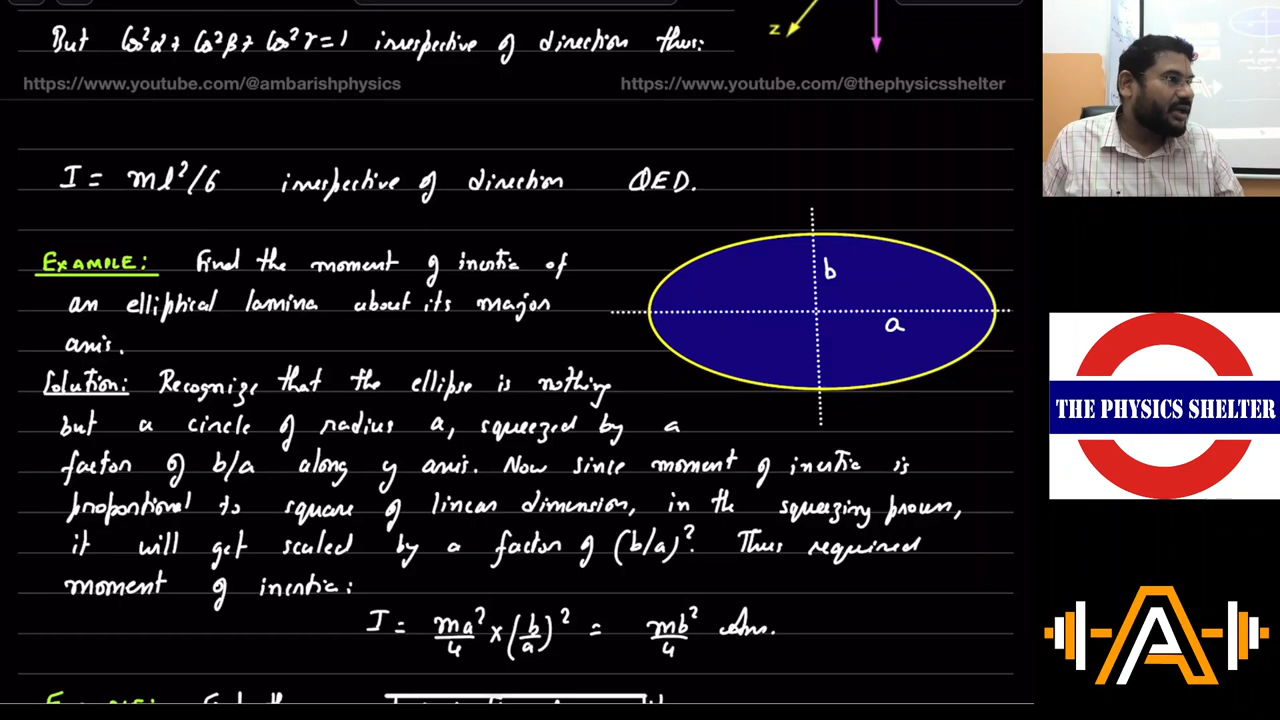 But Cos²α + Cos²β + Cos²γ = 1 irrespective of direction thus:
z
https://www.youtube.com/@ambarishphysics
https://www.youtube.com/@thephysicsshelter
I = ml²/6 irrespective of direction QED.
EXAMPLE: Find the moment of inertia of
an elliptical lamina about its major
axis.
b
a
Solution: Recognize that the ellipse is nothing
but a circle of radius a, squeezed by a
factor of b/a along y axis. Now since moment of inertia is
proportional to square of linear dimension, in the squeezing process,
it will get scaled by a factor of (b/a)². Thus required
moment of inertia:
I = ma²/4 × (b/a)² = mb²/4 Ans.
Example: Find the
THE PHYSICS SHELTER